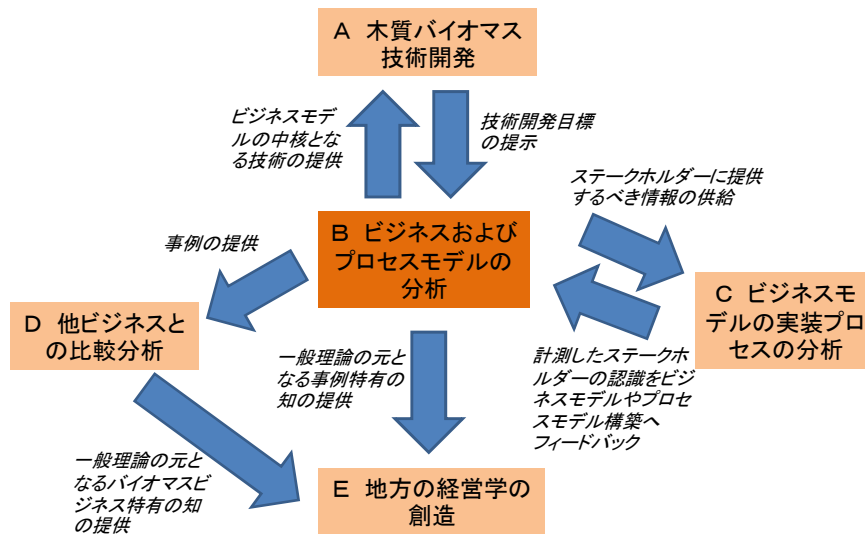 A 木質バイオマス
技術開発
ビジネスモデ
ルの中核とな
る技術の提供
技術開発目標
の提示
ステークホルダーに提供
するべき情報の供給
事例の提供
B ビジネスおよび
プロセスモデルの
分析
C ビジネスモ
デルの実装プロ
セスの分析
D 他ビジネスと
の比較分析
一般理論の元と
なる事例特有の
知の提供
計測したステークホ
ルダーの認識をビジ
ネスモデルやプロセ
スモデル構築へ
フィードバック
一般理論の元と
なるバイオマスビ
ジネス特有の知
の提供
E 地方の経営学の
創造